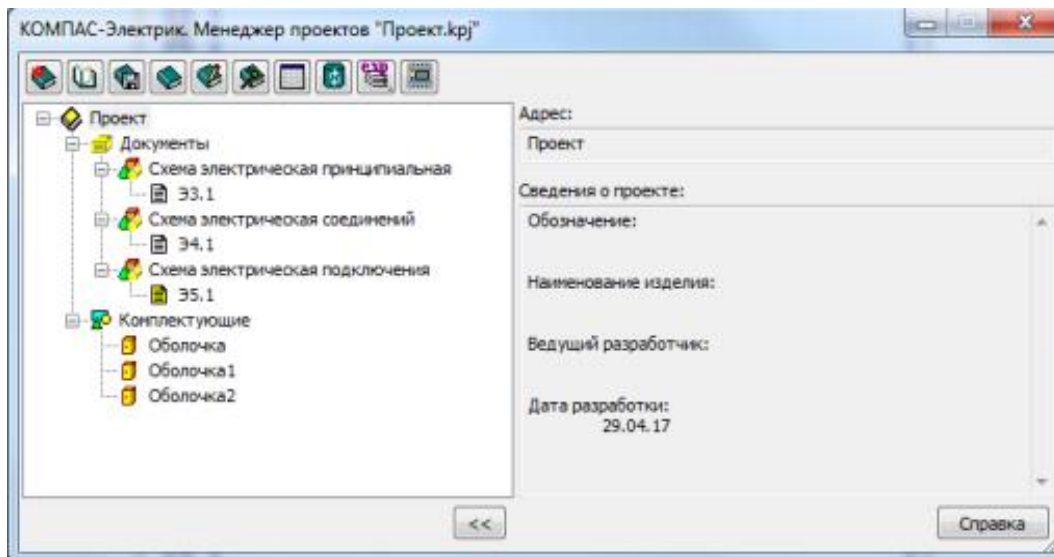 КОМПАС-Электрик. Менеджер проектов "Проект.kpj"
Проект
Документы
Схема электрическая принципиальная
Э3.1
Схема электрическая соединений
Э4.1
Схема электрическая подключения
Э5.1
Комплектующие
Оболочка
Оболочка1
Оболочка2
Адрес:
Проект
Сведения о проекте:
Обозначение:
Наименование изделия:
Ведущий разработчик:
Дата разработки:
29.04.17
<<
Справка